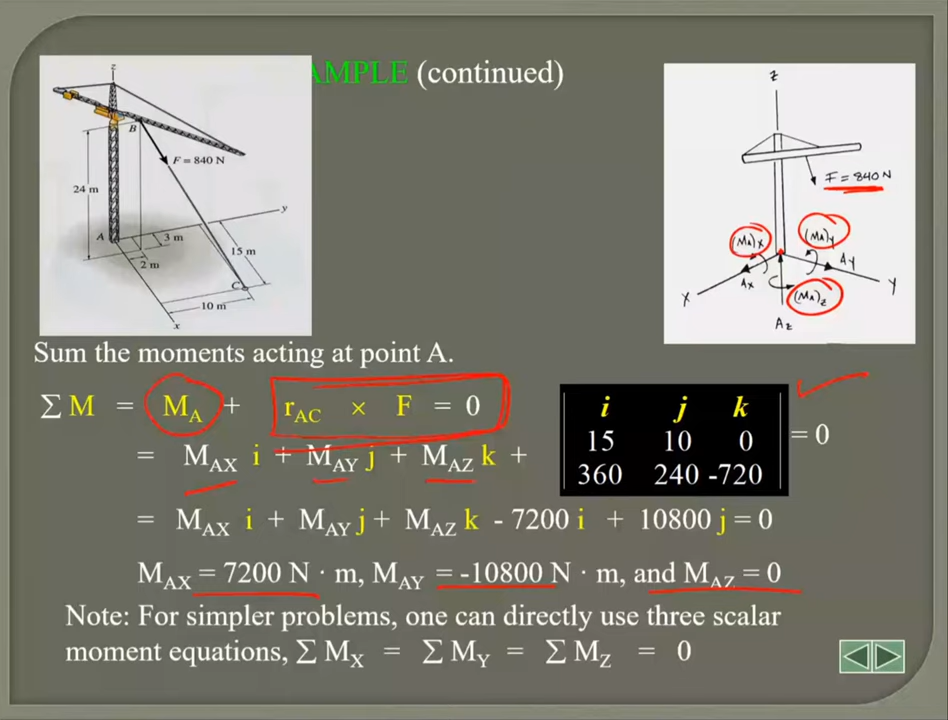 AMPLE (continued)
z
B
F = 840 N
24 m
y
A
3 m
15 m
2 m
C
10 m
x
Z
F = 840 N
(MA)X
(MA)y
Ax
Ay
(MA)Z
X
Y
Az
Sum the moments acting at point A.
∑ M = MA + rAC × F = 0
i j k
15 10 0
360 240 -720
= 0
= MAX i + MAY j + MAZ k +
= MAX i + MAY j + MAZ k - 7200 i + 10800 j = 0
MAX = 7200 N · m, MAY = -10800 N · m, and MAZ = 0
Note: For simpler problems, one can directly use three scalar
moment equations, ∑ MX = ∑ MY = ∑ MZ = 0